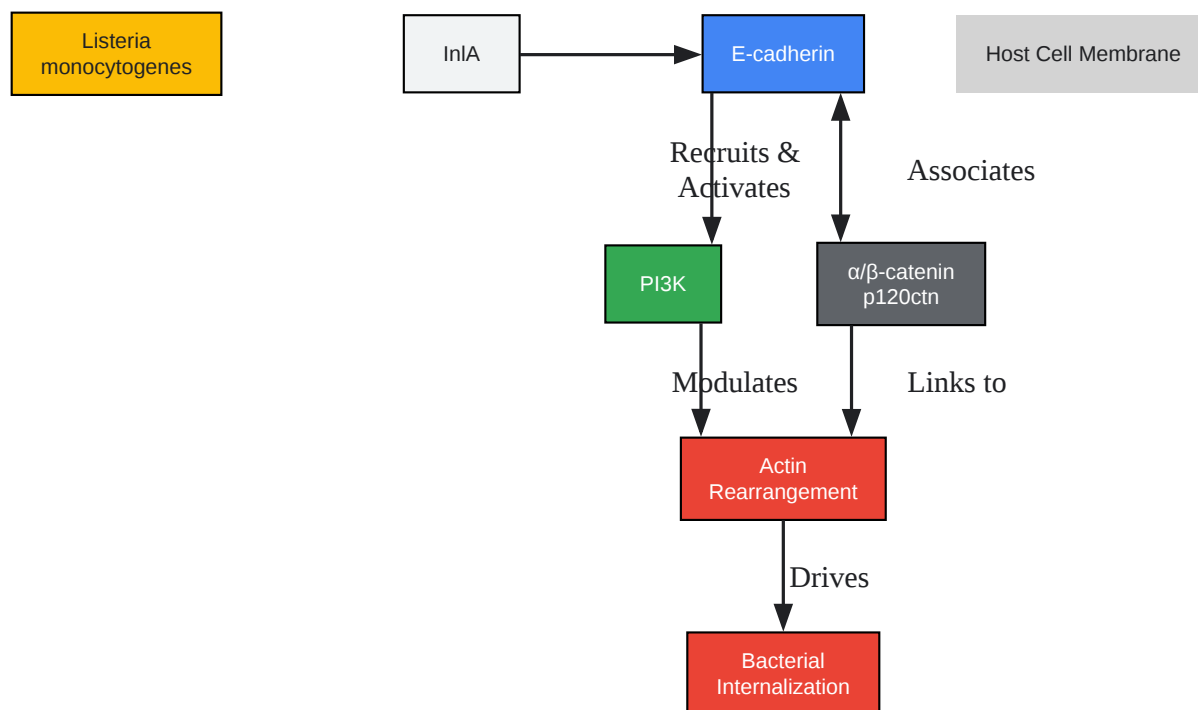 Listeria
monocytogenes
InlA
E-cadherin
Host Cell Membrane
Recruits &
Activates
Associates
PI3K
α/β-catenin
p120ctn
Modulates
Links to
Actin
Rearrangement
Drives
Bacterial
Internalization